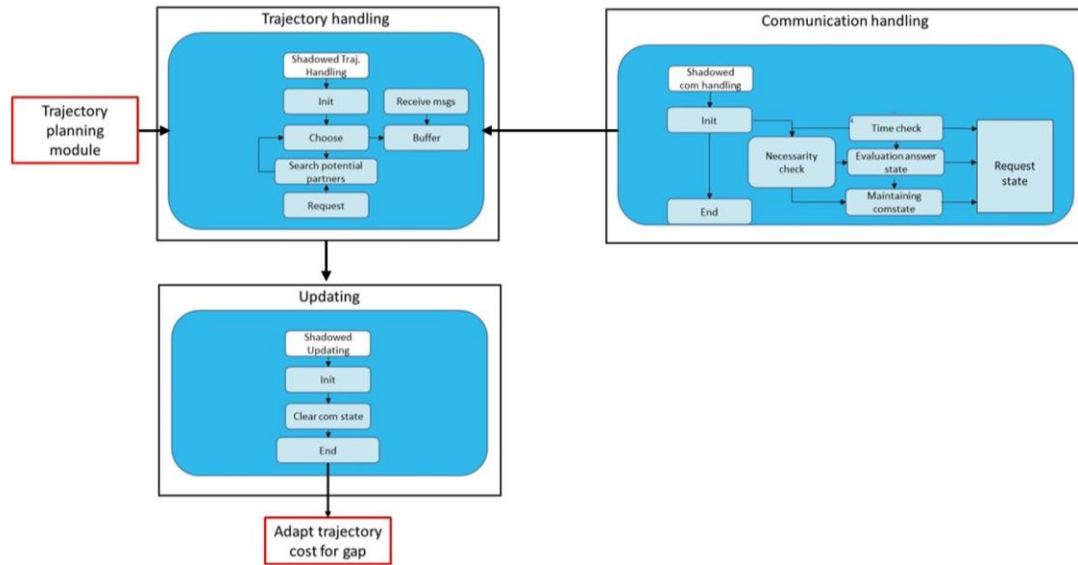 Trajectory handling
Shadowed Traj.
Handling
Init
Receive msgs
Choose
Buffer
Search potential
partners
Request
Trajectory
planning
module
Communication handling
Shadowed
com handling
Init
Time check
Necessarity
check
Evaluation answer
state
Request
state
Maintaining
comstate
End
Updating
Shadowed
Updating
Init
Clear com state
End
Adapt trajectory
cost for gap